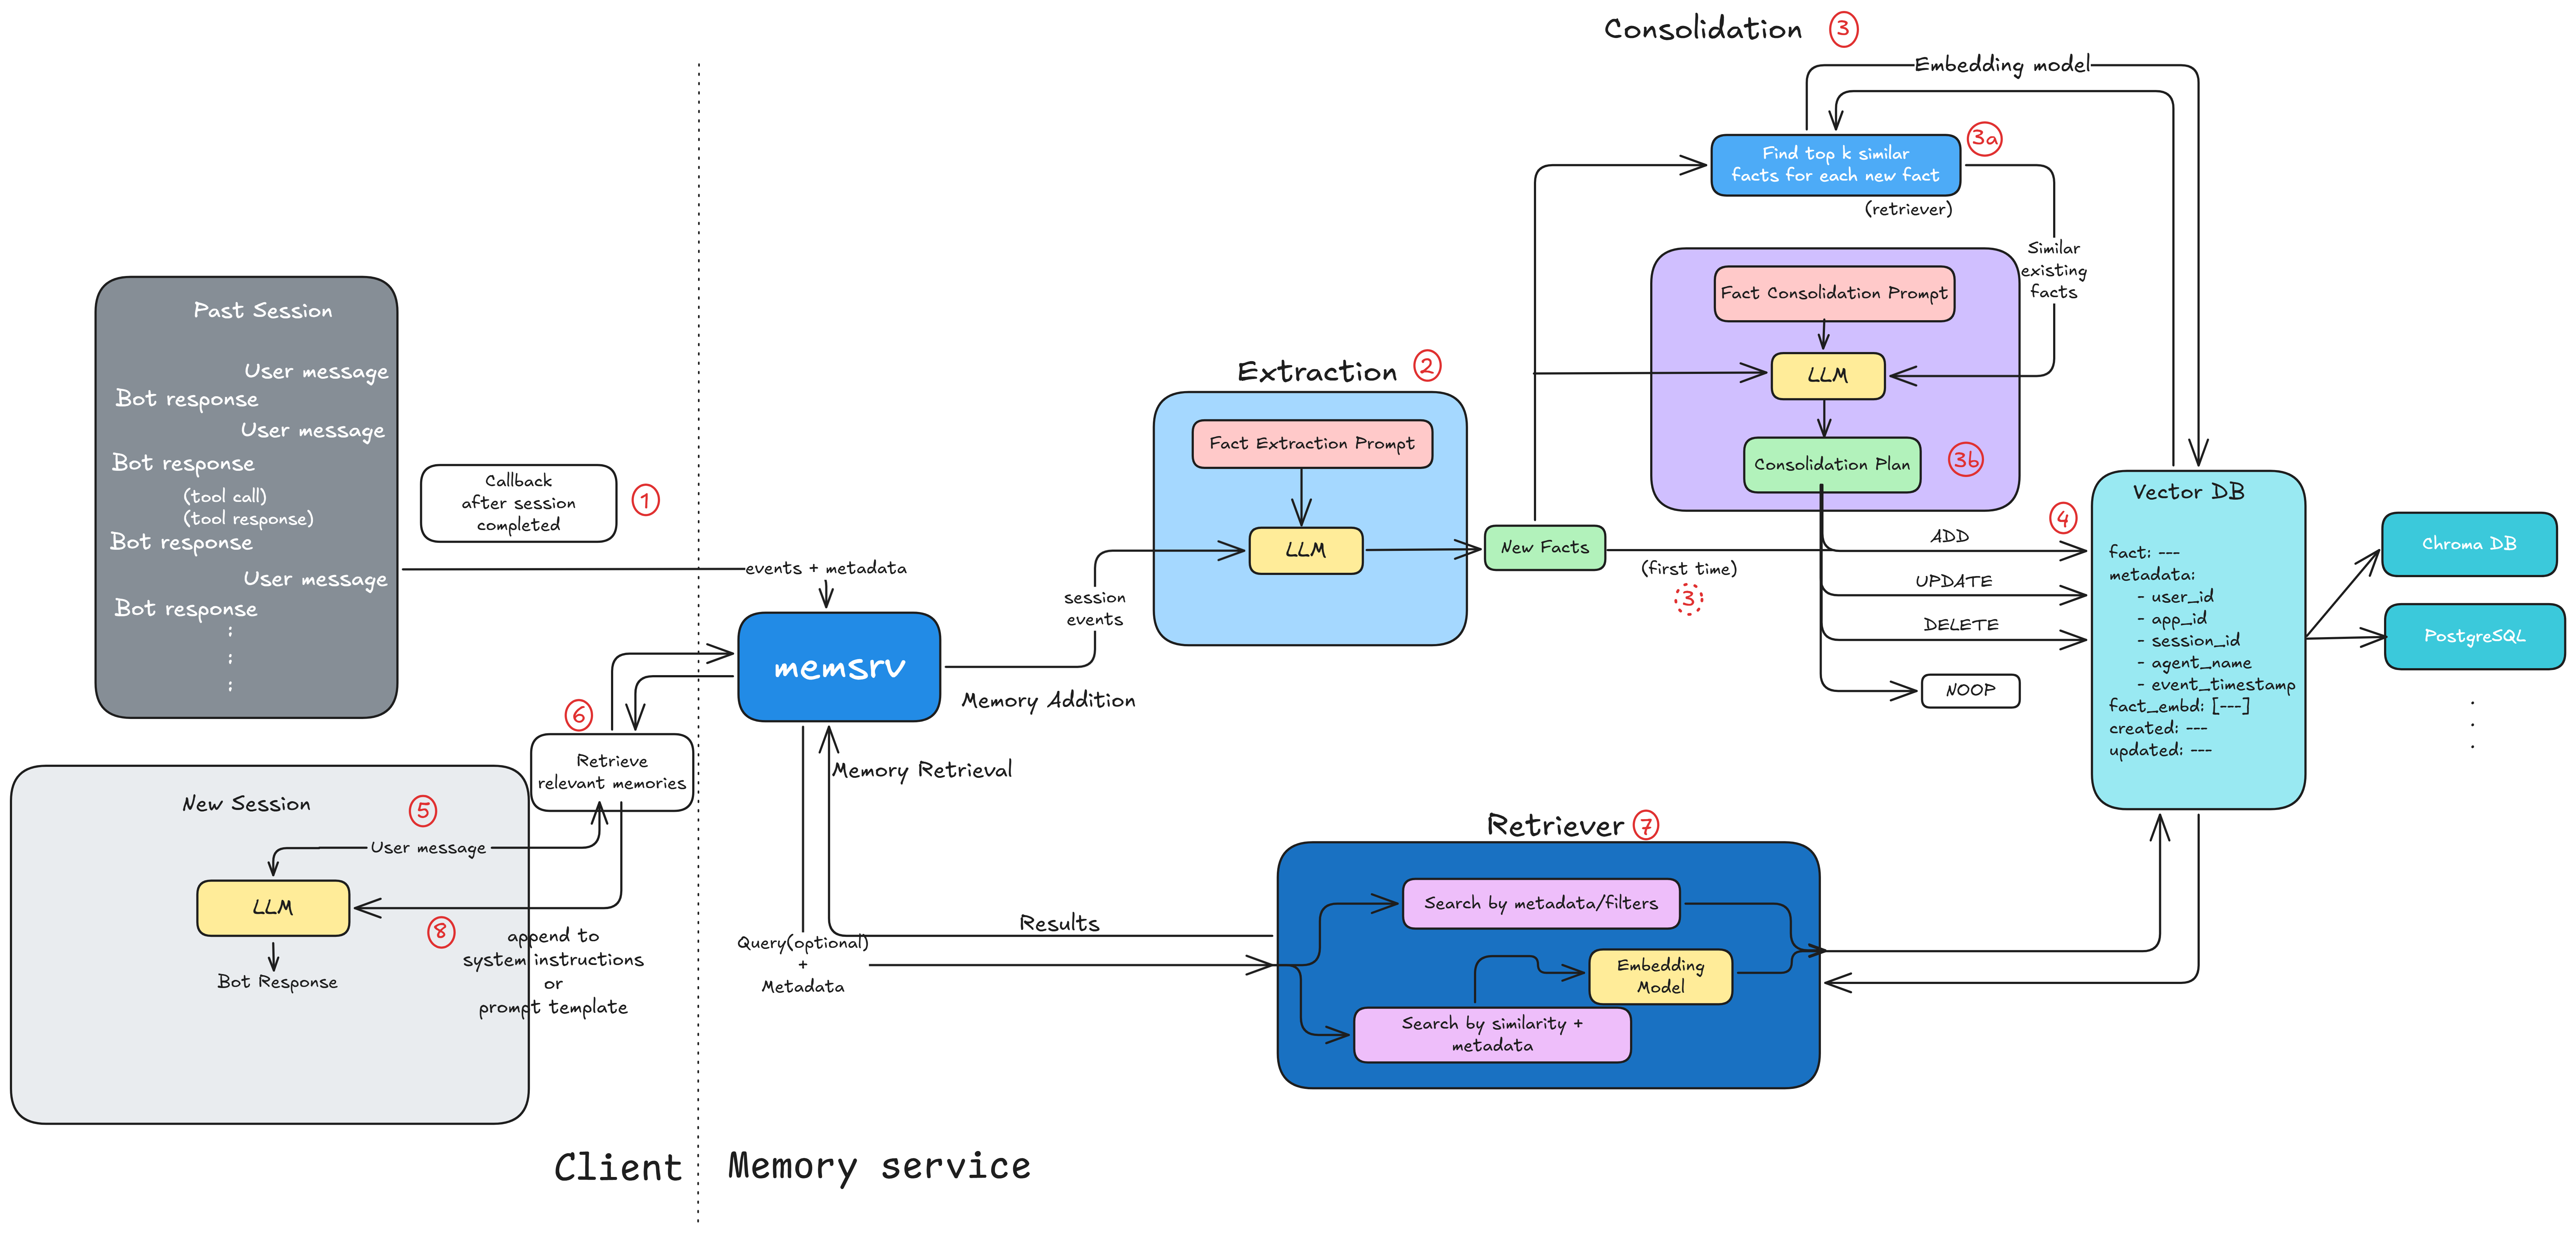 Consolidation 3
Embedding model
3a
Find top k similar
facts for each new fact
(retriever)
Similar
existing
facts
Fact Consolidation Prompt
LLM
Consolidation Plan
3b
Past Session
User message
Bot response
User message
Bot response
(tool call)
(tool response)
Bot response
User message
Bot response
:
:
:
Callback
after session
completed
1
events + metadata
memsrv
session
events
Memory Addition
Extraction 2
Fact Extraction Prompt
LLM
New Facts
(first time)
3
4
ADD
UPDATE
DELETE
NOOP
Vector DB
fact: ---
metadata:
- user_id
- app_id
- session_id
- agent_name
- event_timestamp
fact_embd: [---]
created: ---
updated: ---
Chroma DB
PostgreSQL
.
.
.
6
Retrieve
relevant memories
New Session
5
User message
LLM
8
Bot Response
append to
system instructions
or
prompt template
Memory Retrieval
Query(optional)
+
Metadata
Results
Retriever 7
Search by metadata/filters
Embedding
Model
Search by similarity +
metadata
Client
Memory service